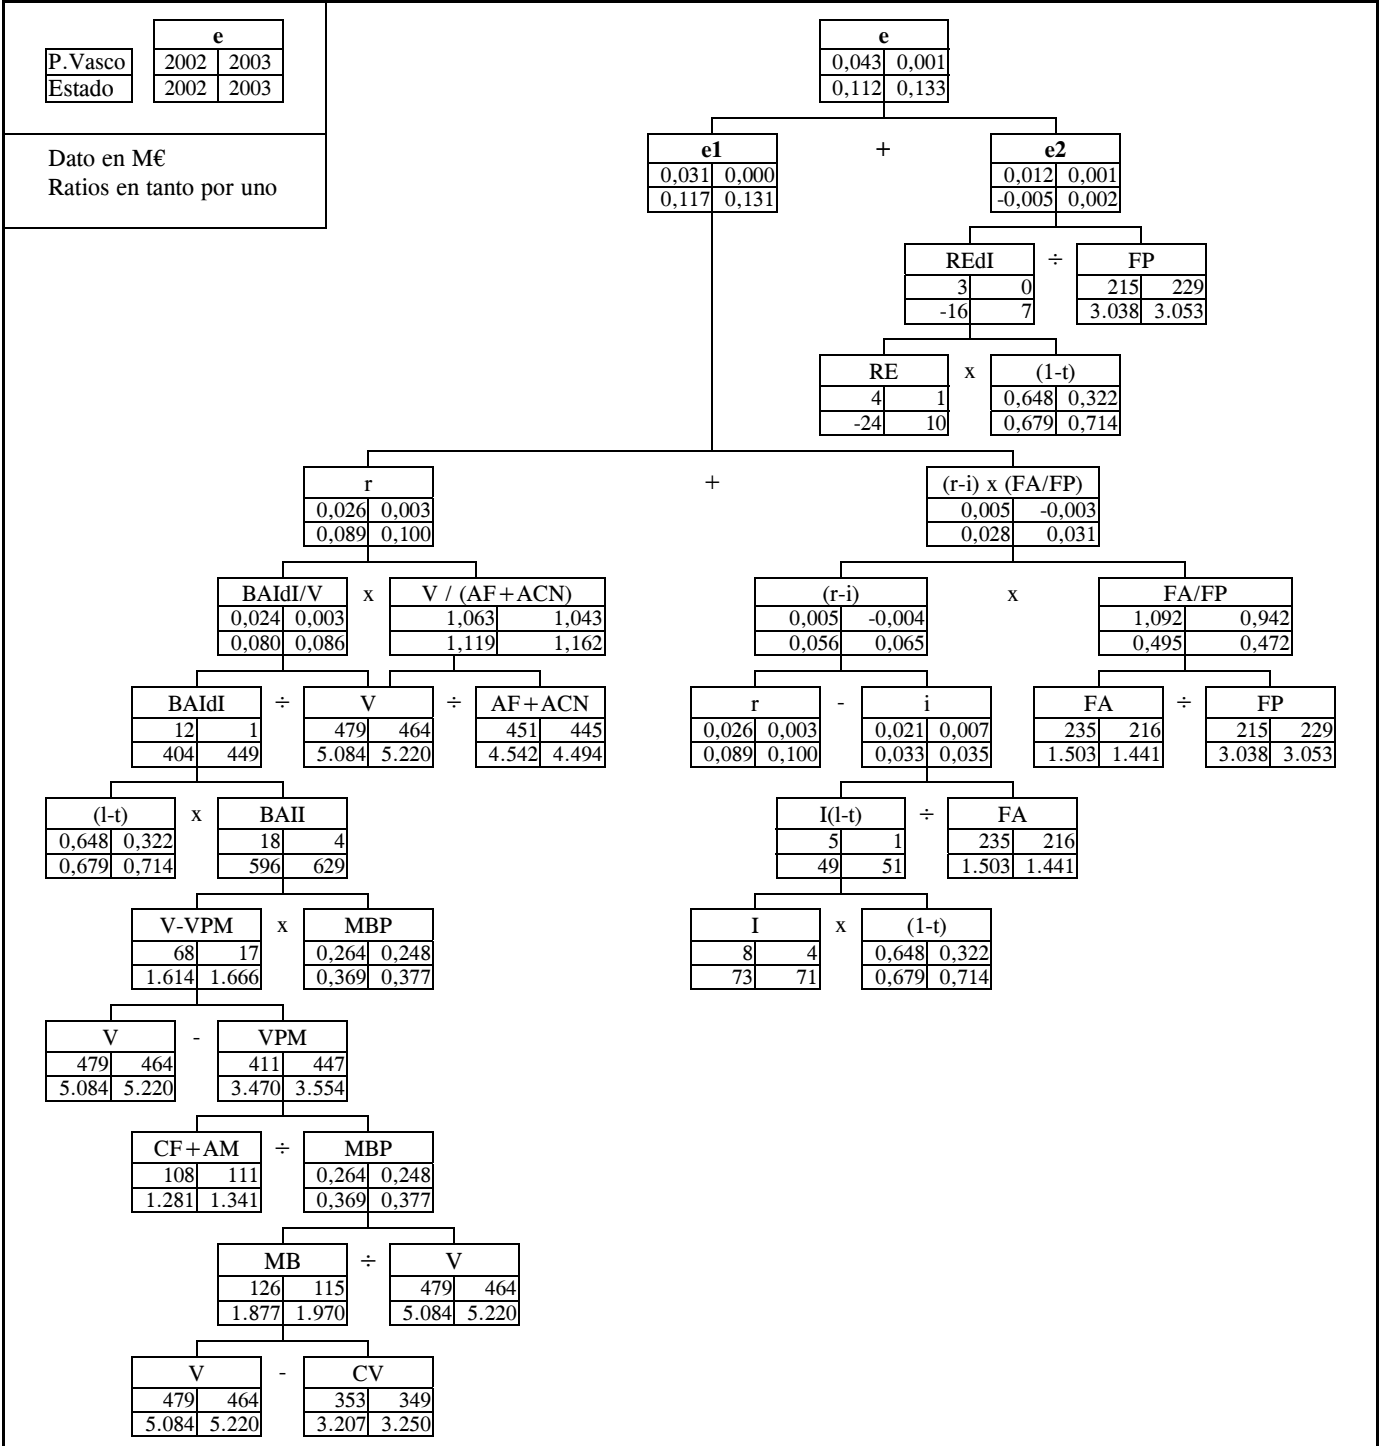 e
P.Vasco 2002 2003
Estado 2002 2003
Dato en M€
Ratios en tanto por uno
e
0,043 0,001
0,112 0,133
e1 + e2
0,031 0,000 0,012 0,001
0,117 0,131 -0,005 0,002
REdI ÷ FP
3 0 215 229
-16 7 3.038 3.053
RE x (1-t)
4 1 0,648 0,322
-24 10 0,679 0,714
r + (r-i) x (FA/FP)
0,026 0,003 0,005 -0,003
0,089 0,100 0,028 0,031
BAIdI/V x V / (AF+ACN) (r-i) x FA/FP
0,024 0,003 1,063 1,043 0,005 -0,004 1,092 0,942
0,080 0,086 1,119 1,162 0,056 0,065 0,495 0,472
BAIdI ÷ V ÷ AF+ACN r - i FA ÷ FP
12 1 479 464 451 445 0,026 0,003 0,021 0,007 235 216 215 229
404 449 5.084 5.220 4.542 4.494 0,089 0,100 0,033 0,035 1.503 1.441 3.038 3.053
(l-t) x BAII I(l-t) ÷ FA
0,648 0,322 18 4 5 1 235 216
0,679 0,714 596 629 49 51 1.503 1.441
V-VPM x MBP I x (1-t)
68 17 0,264 0,248 8 4 0,648 0,322
1.614 1.666 0,369 0,377 73 71 0,679 0,714
V - VPM
479 464 411 447
5.084 5.220 3.470 3.554
CF+AM ÷ MBP
108 111 0,264 0,248
1.281 1.341 0,369 0,377
MB ÷ V
126 115 479 464
1.877 1.970 5.084 5.220
V - CV
479 464 353 349
5.084 5.220 3.207 3.250